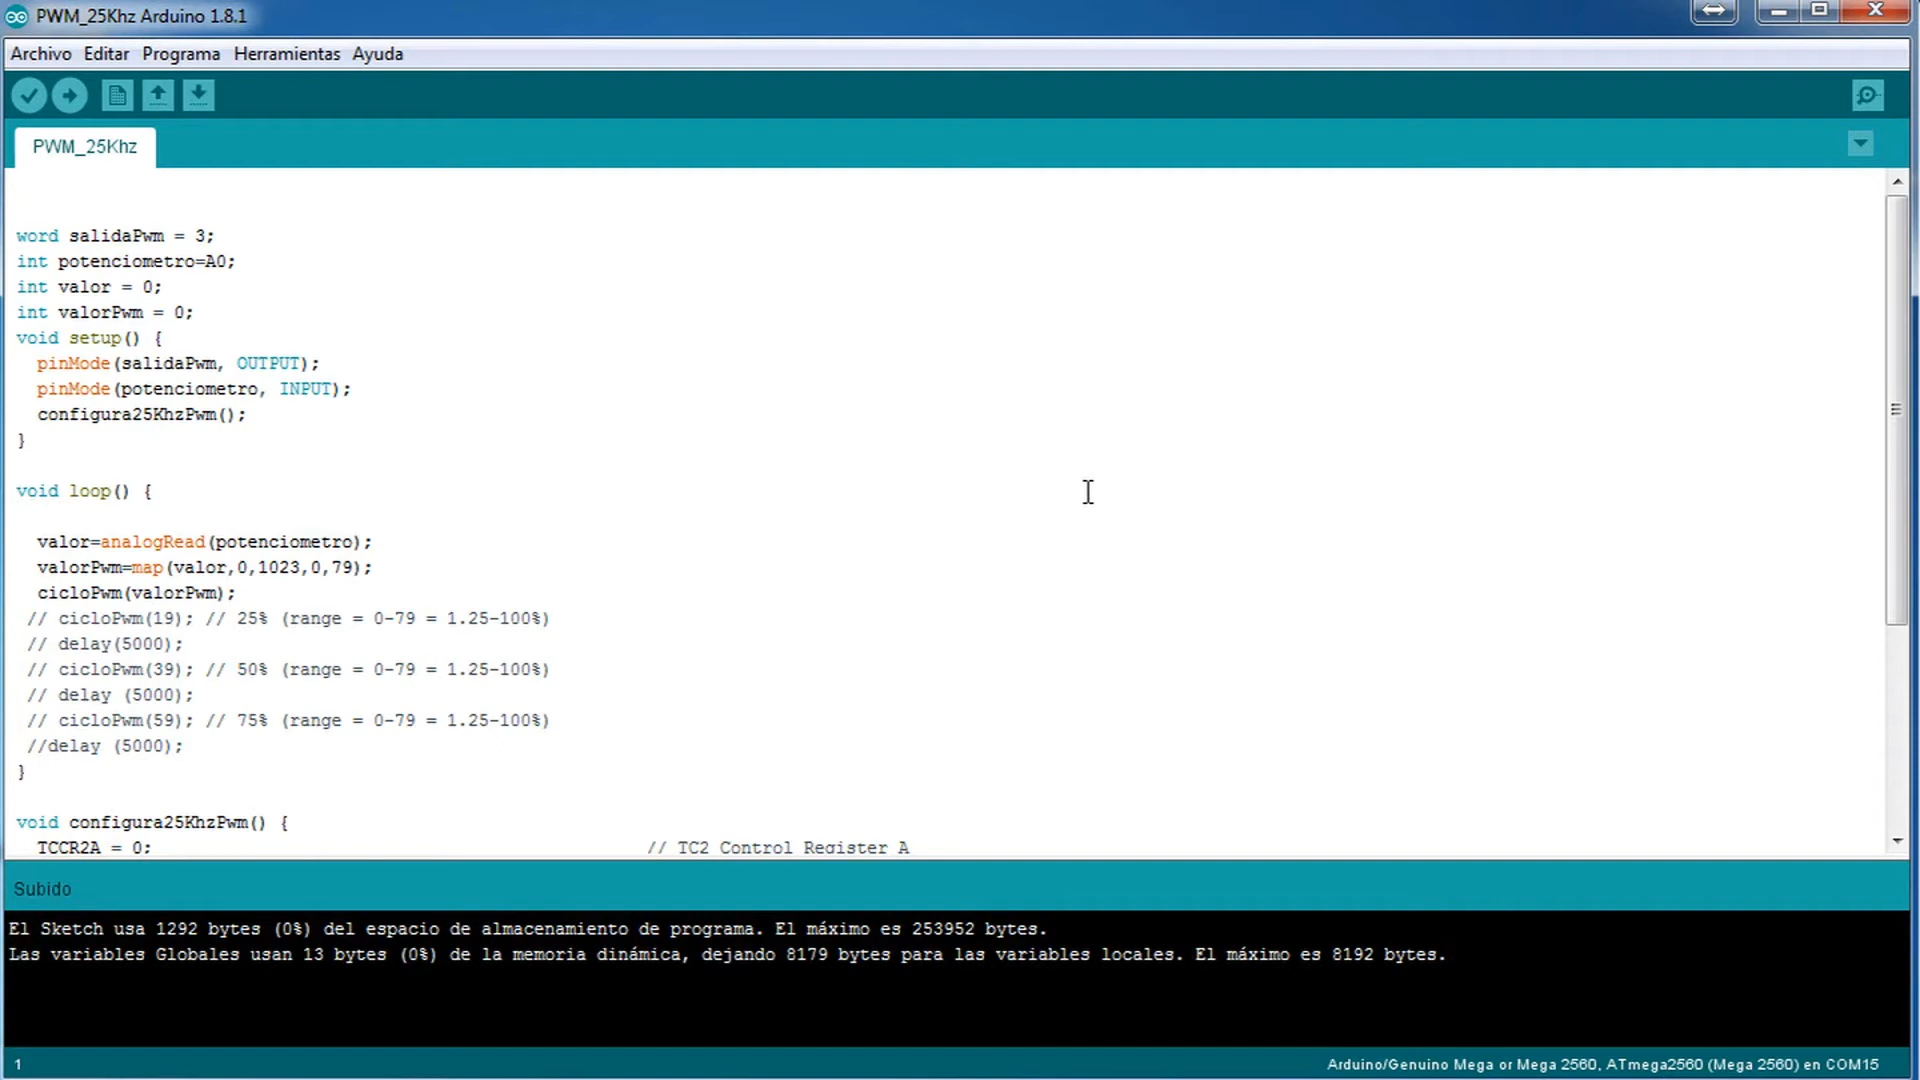 PWM_25Khz Arduino 1.8.1
Archivo Editar Programa Herramientas Ayuda
PWM_25Khz
word salidaPwm = 3;
int potenciometro=A0;
int valor = 0;
int valorPwm = 0;
void setup() {
  pinMode(salidaPwm, OUTPUT);
  pinMode(potenciometro, INPUT);
  configura25KhzPwm();
}
void loop() {
  valor=analogRead(potenciometro);
  valorPwm=map(valor,0,1023,0,79);
  cicloPwm(valorPwm);
 // cicloPwm(19); // 25% (range = 0-79 = 1.25-100%)
 // delay(5000);
 // cicloPwm(39); // 50% (range = 0-79 = 1.25-100%)
 // delay (5000);
 // cicloPwm(59); // 75% (range = 0-79 = 1.25-100%)
 //delay (5000);
}
void configura25KhzPwm() {
  TCCR2A = 0; // TC2 Control Register A
Subido
El Sketch usa 1292 bytes (0%) del espacio de almacenamiento de programa. El máximo es 253952 bytes.
Las variables Globales usan 13 bytes (0%) de la memoria dinámica, dejando 8179 bytes para las variables locales. El máximo es 8192 bytes.
1 Arduino/Genuino Mega or Mega 2560, ATmega2560 (Mega 2560) en COM15